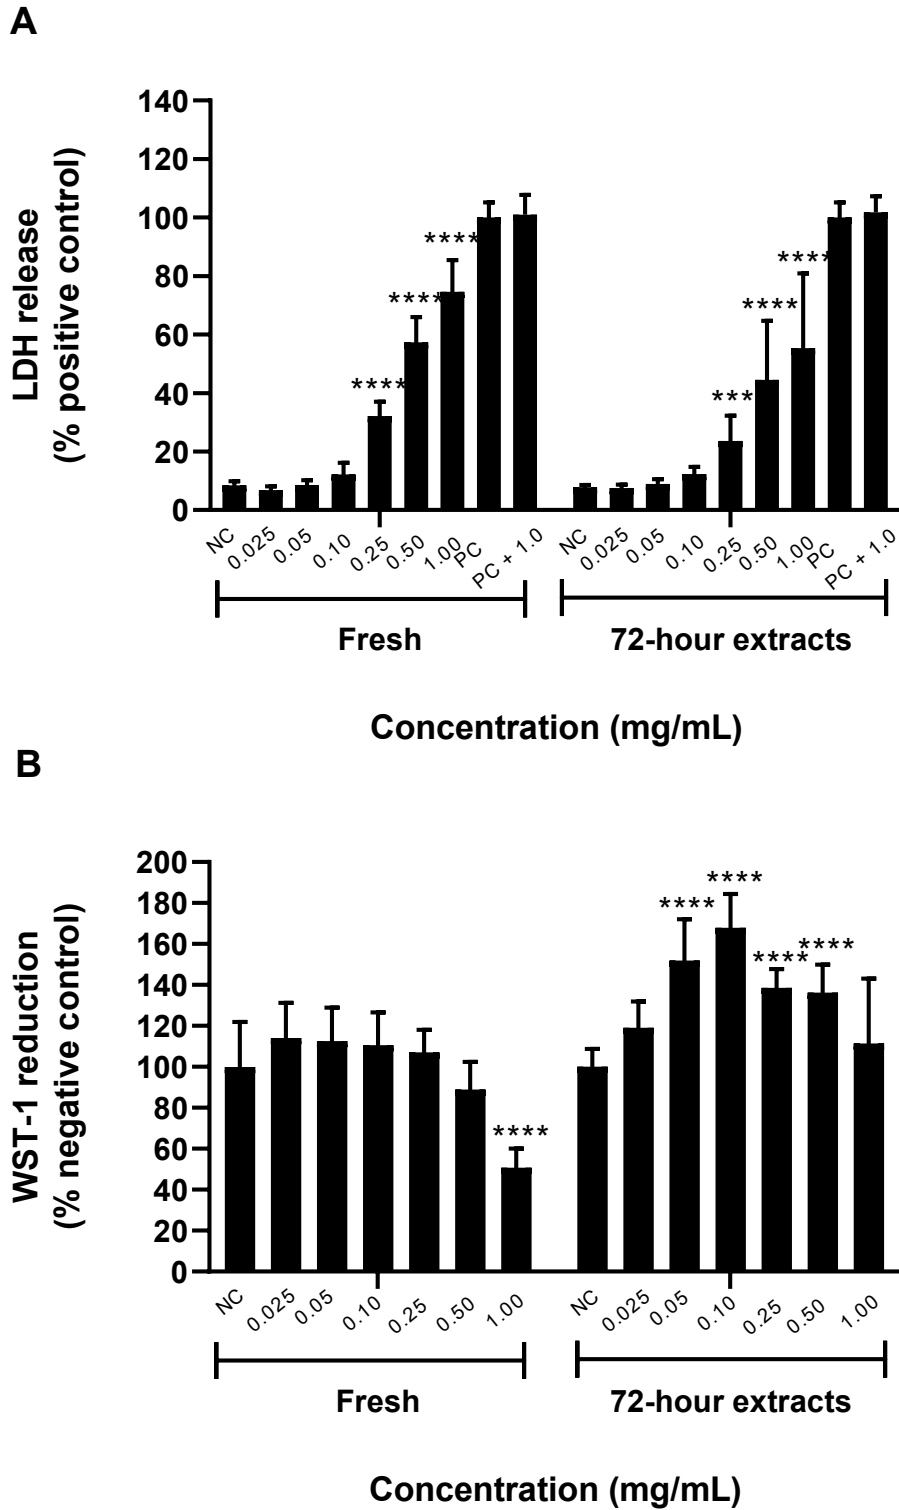 A
LDH release
(% positive control)
140
120
100
80
60
40
20
0
**** **** **** *** **** ****
NC 0.025 0.05 0.10 0.25 0.50 1.00 PC PC + 1.0 NC 0.025 0.05 0.10 0.25 0.50 1.00 PC PC + 1.0
Fresh 72-hour extracts
Concentration (mg/mL)
B
WST-1 reduction
(% negative control)
200
180
160
140
120
100
80
60
40
20
0
**** **** **** **** ****
NC 0.025 0.05 0.10 0.25 0.50 1.00 NC 0.025 0.05 0.10 0.25 0.50 1.00
Fresh 72-hour extracts
Concentration (mg/mL)